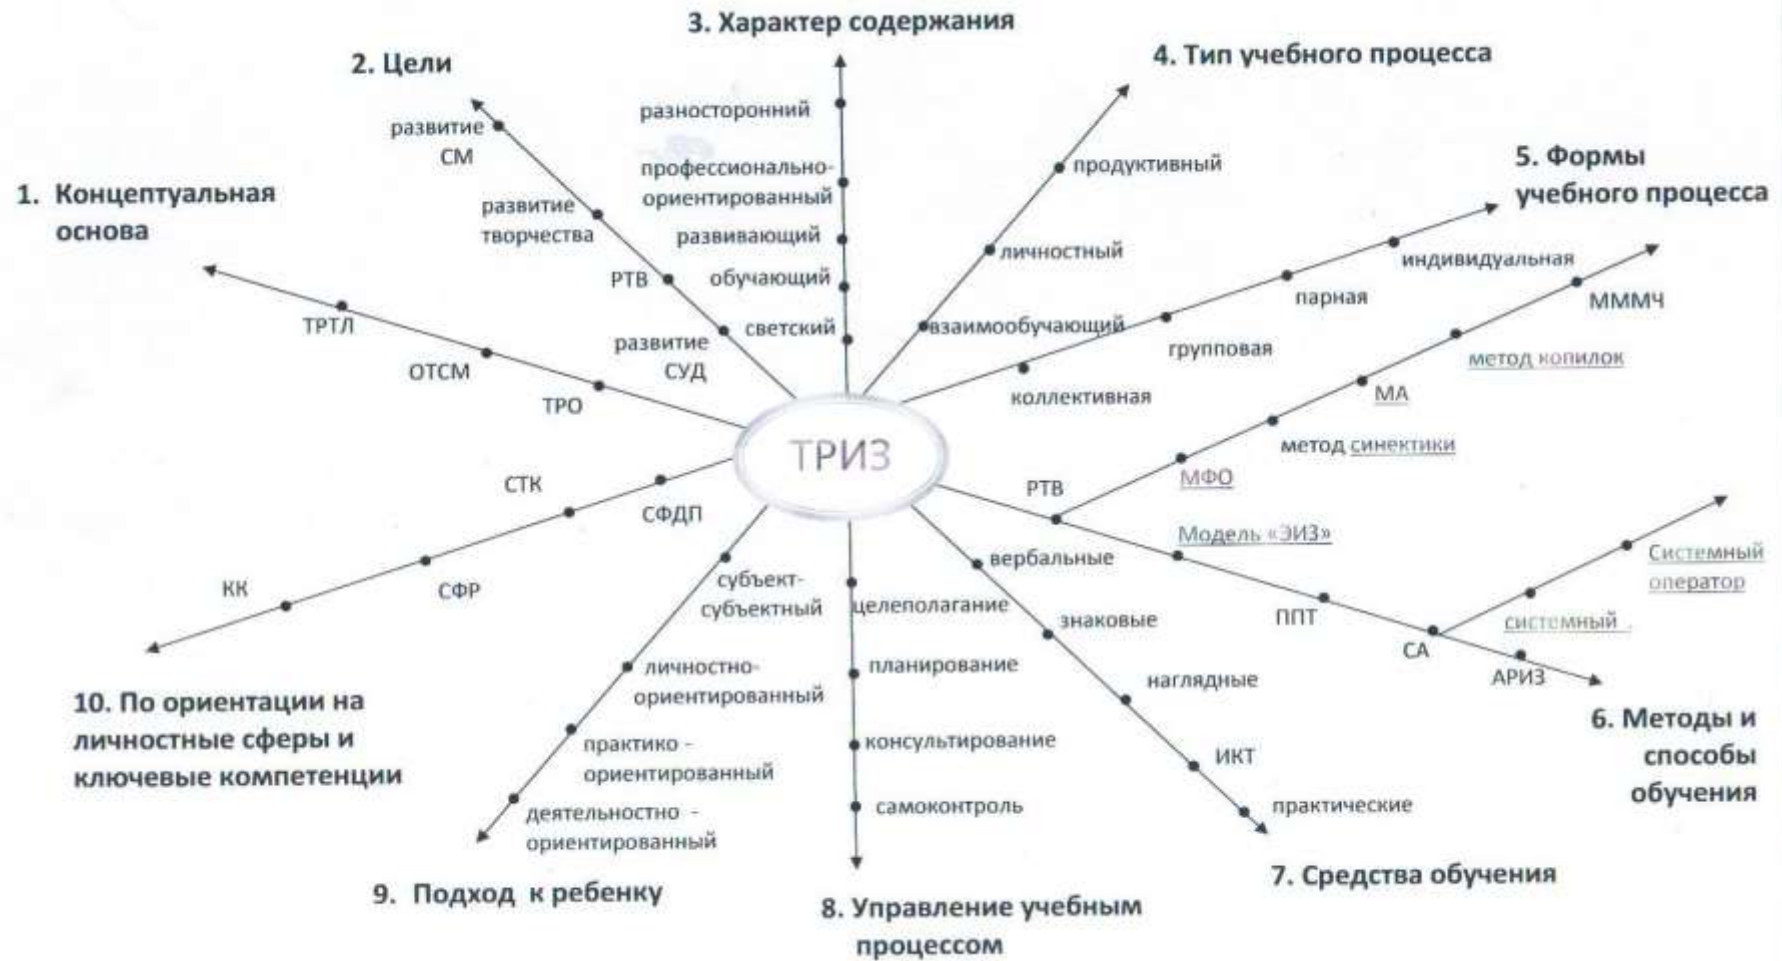 3. Характер содержания
2. Цели
4. Тип учебного процесса
разносторонний
развитие
СМ
продуктивный
5. Формы
учебного процесса
профессионально-
ориентированный
1. Концептуальная
основа
развитие
творчества
развивающий
личностный
индивидуальная
обучающий
РТВ
парная
МММЧ
ТРТЛ
светский
взаимообучающий
развитие
СУД
групповая
метод копилок
ОТСМ
коллективная
МА
ТРО
ТРИЗ
метод синектики
СТК
РТВ
МФО
СФДП
Модель «ЭИЗ»
вербальные
Системный
оператор
КК
СФР
субъект-
субъектный
целеполагание
знаковые
ППТ
системный .
СА
личностно-
ориентированный
планирование
наглядные
АРИЗ
10. По ориентации на
личностные сферы и
ключевые компетенции
6. Методы и
способы
обучения
практико -
ориентированный
консультирование
ИКТ
деятельностно -
ориентированный
самоконтроль
практические
9. Подход к ребенку
8. Управление учебным
процессом
7. Средства обучения